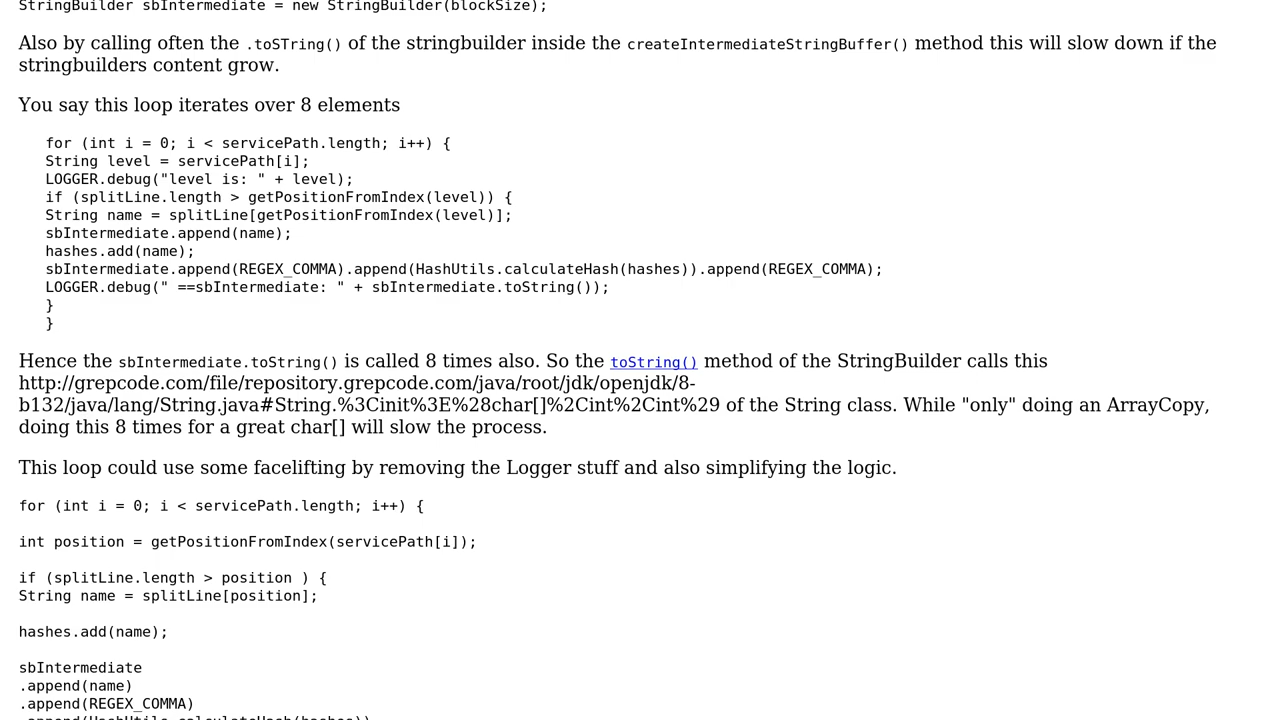 StringBuilder sbIntermediate = new StringBuilder(blockSize);
Also by calling often the .toSTring() of the stringbuilder inside the createIntermediateStringBuffer() method this will slow down if the
stringbuilders content grow.
You say this loop iterates over 8 elements
for (int i = 0; i < servicePath.length; i++) {
String level = servicePath[i];
LOGGER.debug("level is: " + level);
if (splitLine.length > getPositionFromIndex(level)) {
String name = splitLine[getPositionFromIndex(level)];
sbIntermediate.append(name);
hashes.add(name);
sbIntermediate.append(REGEX_COMMA).append(HashUtils.calculateHash(hashes)).append(REGEX_COMMA);
LOGGER.debug(" ==sbIntermediate: " + sbIntermediate.toString());
}
}
Hence the sbIntermediate.toString() is called 8 times also. So the toString() method of the StringBuilder calls this
http://grepcode.com/file/repository.grepcode.com/java/root/jdk/openjdk/8-
b132/java/lang/String.java#String.%3Cinit%3E%28char[]%2Cint%2Cint%29 of the String class. While "only" doing an ArrayCopy,
doing this 8 times for a great char[] will slow the process.
This loop could use some facelifting by removing the Logger stuff and also simplifying the logic.
for (int i = 0; i < servicePath.length; i++) {
int position = getPositionFromIndex(servicePath[i]);
if (splitLine.length > position ) {
String name = splitLine[position];
hashes.add(name);
sbIntermediate
.append(name)
.append(REGEX_COMMA)
.append(HashUtils.calculateHash(hashes))